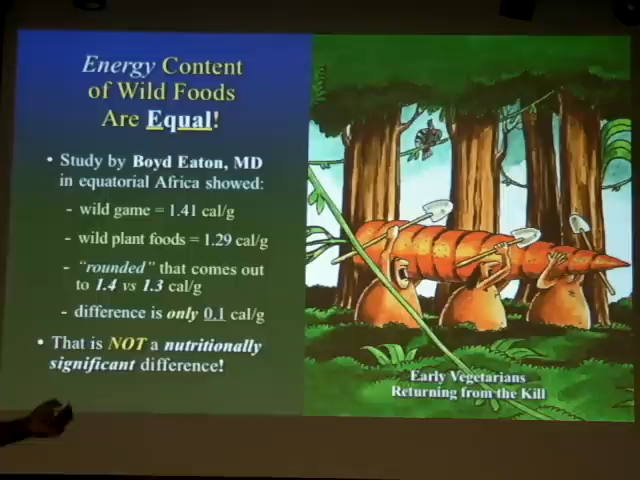 Energy Content
of Wild Foods
Are Equal!
• Study by Boyd Eaton, MD
in equatorial Africa showed:
- wild game = 1.41 cal/g
- wild plant foods = 1.29 cal/g
- "rounded" that comes out
to 1.4 vs 1.3 cal/g
- difference is only 0.1 cal/g
• That is NOT a nutritionally
significant difference!
Early Vegetarians
Returning from the Kill